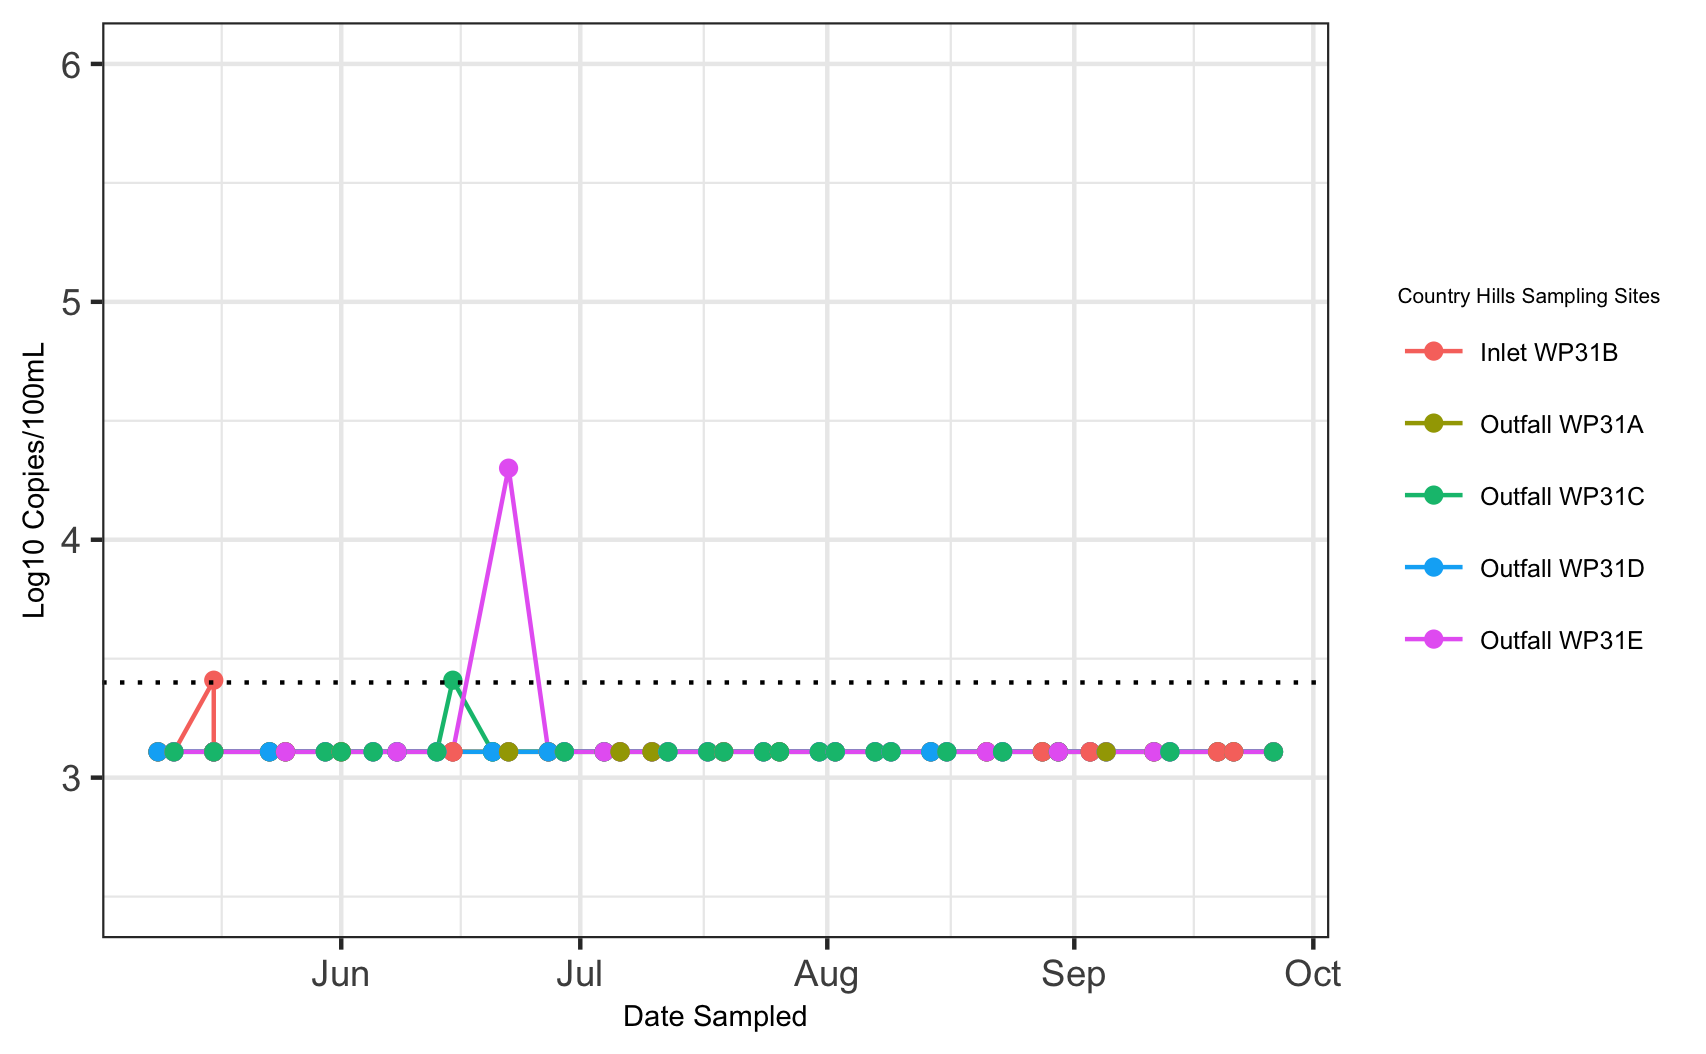 6
5
4
3
Log10 Copies/100mL
Jun
Jul
Aug
Sep
Oct
Date Sampled
Country Hills Sampling Sites
Inlet WP31B
Outfall WP31A
Outfall WP31C
Outfall WP31D
Outfall WP31E